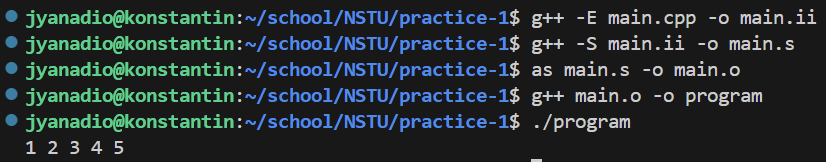 jyanadio@konstantin:~/school/NSTU/practice-1$ g++ -E main.cpp -o main.ii
jyanadio@konstantin:~/school/NSTU/practice-1$ g++ -S main.ii -o main.s
jyanadio@konstantin:~/school/NSTU/practice-1$ as main.s -o main.o
jyanadio@konstantin:~/school/NSTU/practice-1$ g++ main.o -o program
jyanadio@konstantin:~/school/NSTU/practice-1$ ./program
1 2 3 4 5